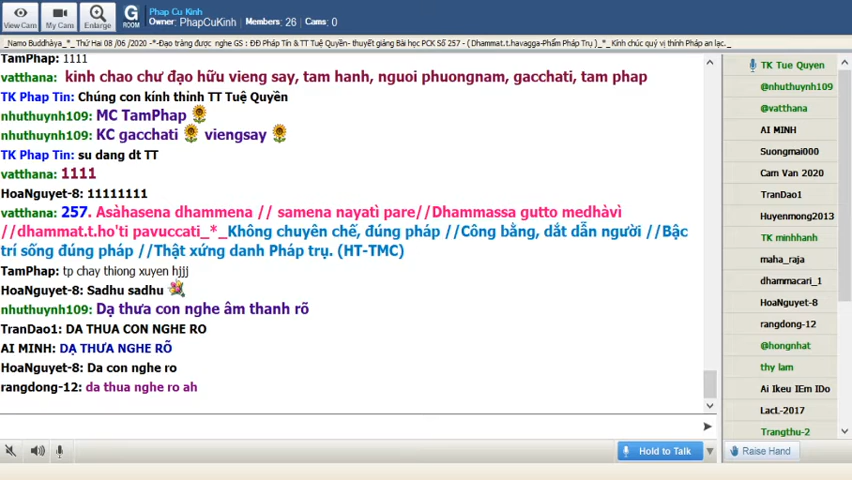 View Cam
My Cam
Enlarge
G
ROOM
Phap Cu Kinh
Owner: PhapCuKinh
Members: 26
Cams: 0
_Namo Buddhàya_*_ Thứ Hai 08 /06 /2020 -*-Đạo tràng được nghe GS : ĐĐ Pháp Tín & TT Tuệ Quyền- thuyết giảng Bài học PCK Số 257 - ( Dhammat.t.havagga-Phẩm Pháp Trụ )_*_ Kính chúc quý vị thính Pháp an lạc._
TamPhap: 1111
vatthana: kinh chao chư đạo hữu vieng say, tam hanh, nguoi phuongnam, gacchati, tam phap
TK Phap Tin: Chúng con kính thỉnh TT Tuệ Quyền
nhuthuynh109: MC TamPhap
nhuthuynh109: KC gacchati viengsay
TK Phap Tin: su dang dt TT
vatthana: 1111
HoaNguyet-8: 11111111
vatthana: 257. Asàhasena dhammena // samena nayatì pare//Dhammassa gutto medhàvì
//dhammat.t.ho'ti pavuccati_*_Không chuyên chế, đúng pháp //Công bằng, dắt dẫn người //Bậc
trí sống đúng pháp //Thật xứng danh Pháp trụ. (HT-TMC)
TamPhap: tp chay thiong xuyen hjjj
HoaNguyet-8: Sadhu sadhu
nhuthuynh109: Dạ thưa con nghe âm thanh rõ
TranDao1: DA THUA CON NGHE RO
AI MINH: DẠ THƯA NGHE RÕ
HoaNguyet-8: Da con nghe ro
rangdong-12: da thua nghe ro ah
TK Tue Quyen
@nhuthuynh109
@vatthana
AI MINH
Suongmai000
Cam Van 2020
TranDao1
Huyenmong2013
TK minhhanh
maha_raja
dhammacari_1
HoaNguyet-8
rangdong-12
@hongnhat
thy lam
Ai Ikeu IEm IDo
LacL-2017
Trangthu-2
Hold to Talk
Raise Hand